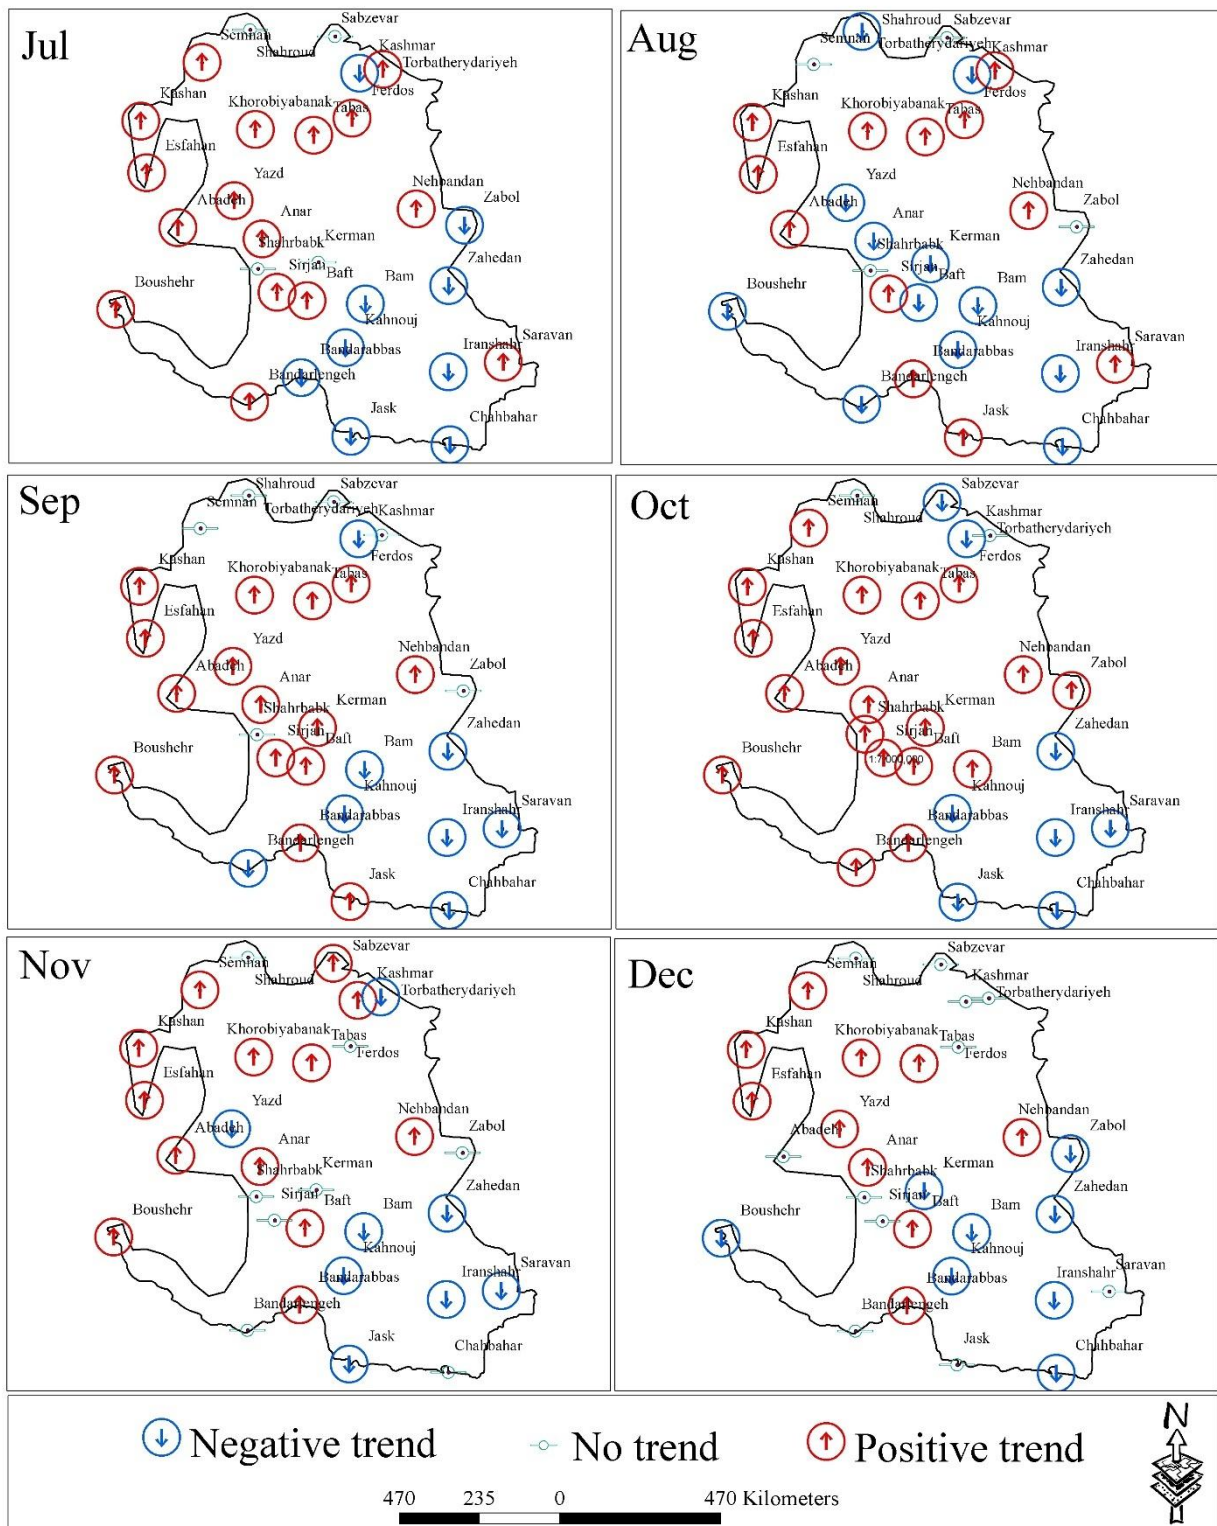 Jul
Sabzevar
Semnan
Shahroud
Kashmar
Torbatherydariyeh
Ferdos
Kashan
Khorobiyabanak
Tabas
Esfahan
Yazd
Nehbandan
Abadeh
Zabol
Anar
Shahrbabk
Kerman
Sirjan
Zahedan
Baft
Bam
Boushehr
Kahnouj
Saravan
Bandarabbas
Iranshahr
Bandarlengeh
Jask
Chahbahar
Aug
Shahroud
Sabzevar
Semnan
Torbatherydariyeh
Kashmar
Ferdos
Kashan
Khorobiyabanak
Tabas
Esfahan
Yazd
Nehbandan
Abadeh
Zabol
Anar
Shahrbabk
Kerman
Sirjan
Zahedan
Baft
Bam
Boushehr
Kahnouj
Saravan
Bandarabbas
Iranshahr
Bandarlengeh
Jask
Chahbahar
Sep
Shahroud
Sabzevar
Semnan
Torbatherydariyeh
Kashmar
Ferdos
Kashan
Khorobiyabanak
Tabas
Esfahan
Yazd
Nehbandan
Abadeh
Zabol
Anar
Shahrbabk
Kerman
Sirjan
Zahedan
Baft
Bam
Boushehr
Kahnouj
Saravan
Bandarabbas
Iranshahr
Bandarlengeh
Jask
Chahbahar
Oct
Sabzevar
Semnan
Shahroud
Kashmar
Torbatherydariyeh
Ferdos
Kashan
Khorobiyabanak
Tabas
Esfahan
Yazd
Nehbandan
Abadeh
Zabol
Anar
Shahrbabk
Kerman
Sirjan
Zahedan
Baft
Bam
1:7,000,000
Boushehr
Kahnouj
Saravan
Bandarabbas
Iranshahr
Bandarlengeh
Jask
Chahbahar
Nov
Sabzevar
Semnan
Shahroud
Kashmar
Torbatherydariyeh
Kashan
Khorobiyabanak
Tabas
Ferdos
Esfahan
Yazd
Nehbandan
Abadeh
Zabol
Anar
Shahrbabk
Kerman
Sirjan
Zahedan
Baft
Bam
Boushehr
Kahnouj
Saravan
Bandarabbas
Iranshahr
Bandarlengeh
Jask
Chahbahar
Dec
Sabzevar
Semnan
Shahroud
Kashmar
Torbatherydariyeh
Kashan
Khorobiyabanak
Tabas
Ferdos
Esfahan
Yazd
Nehbandan
Abadeh
Zabol
Anar
Shahrbabk
Kerman
Sirjan
Zahedan
Baft
Bam
Boushehr
Kahnouj
Saravan
Bandarabbas
Iranshahr
Bandarlengeh
Jask
Chahbahar
Negative trend
No trend
Positive trend
N
470 235 0 470 Kilometers